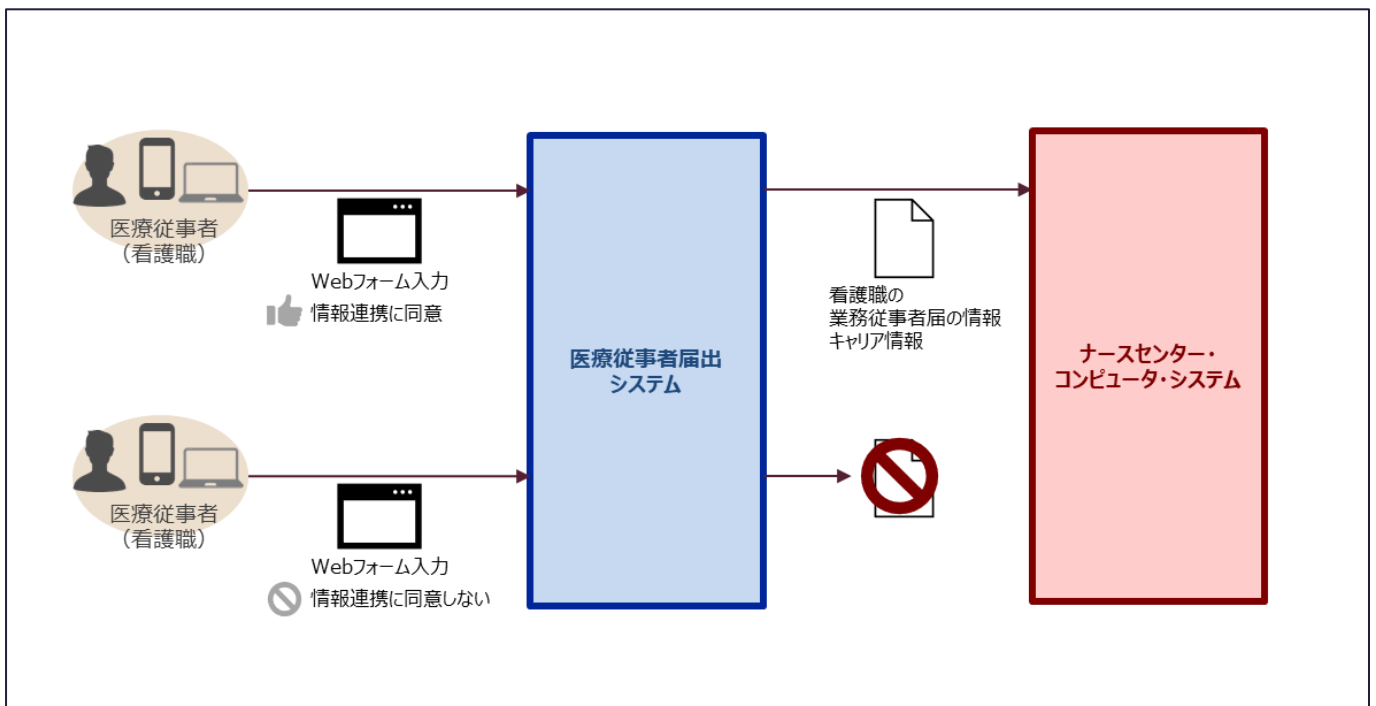 医療従事者
（看護職）
Webフォーム入力
情報連携に同意
医療従事者届出
システム
看護職の
業務従事者届の情報
キャリア情報
ナースセンター・
コンピュータ・システム
医療従事者
（看護職）
Webフォーム入力
情報連携に同意しない